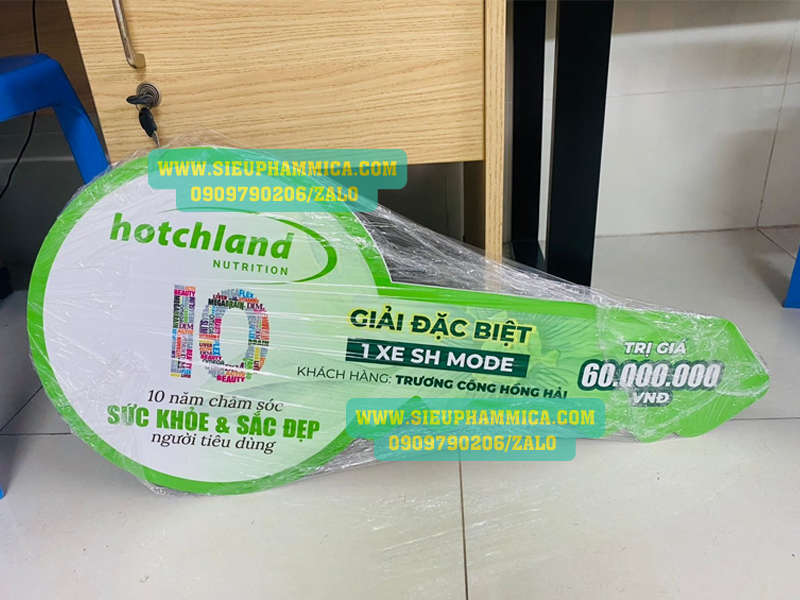 WWW.SIEUPHAMMICA.COM
0909790206/ZALO
hotchland
NUTRITION
10
10 năm chăm sóc
SỨC KHỎE & SẮC ĐẸP
người tiêu dùng
GIẢI ĐẶC BIỆT
1 XE SH MODE
KHÁCH HÀNG: TRƯƠNG CÔNG HỒNG HẢI
TRỊ GIÁ
60.000.000
VNĐ
WWW.SIEUPHAMMICA.COM
0909790206/ZALO